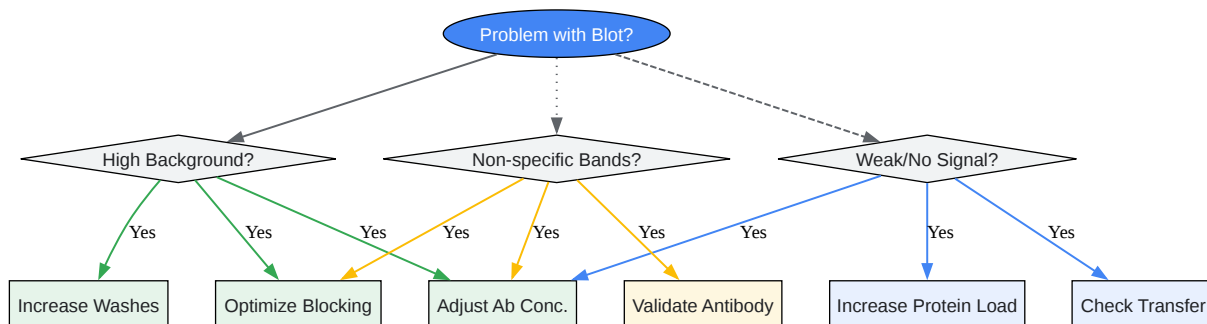 Problem with Blot?
High Background?
Non-specific Bands?
Weak/No Signal?
Yes
Yes
Yes
Yes
Yes
Yes
Yes
Yes
Yes
Increase Washes
Optimize Blocking
Adjust Ab Conc.
Validate Antibody
Increase Protein Load
Check Transfer